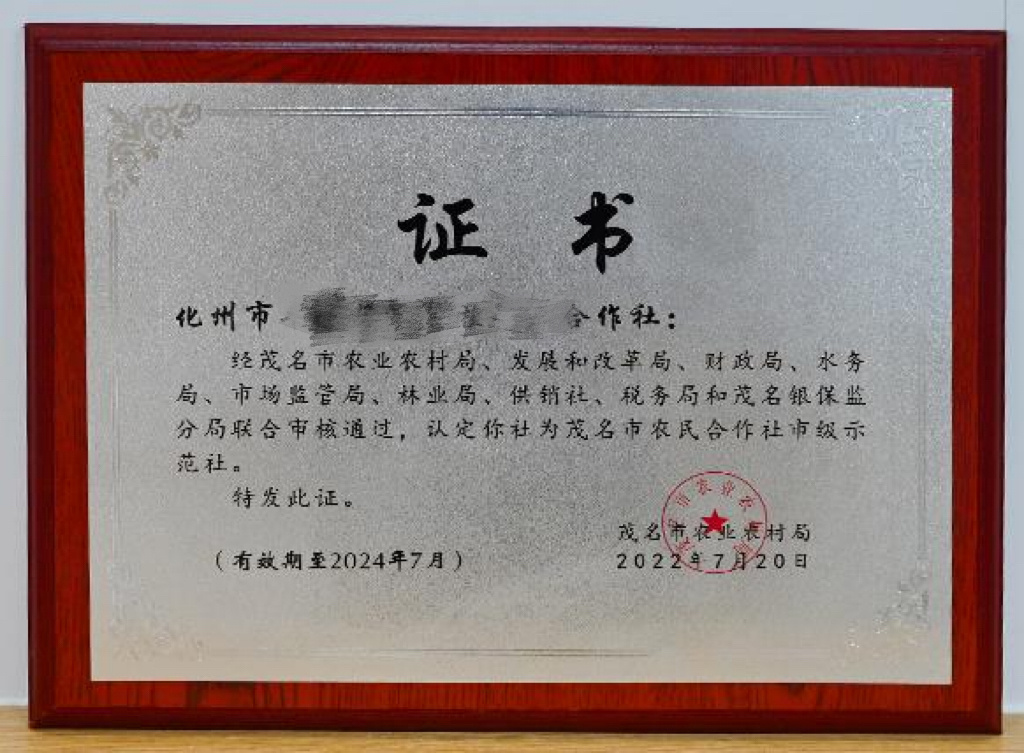 证书
化州市 合作社：
经茂名市农业农村局、发展和改革局、财政局、水务
局、市场监管局、林业局、供销社、税务局和茂名银保监
分局联合审核通过，认定你社为茂名市农民合作社市级示
范社。
特发此证。
茂名市农业农村局
（有效期至2024年7月）
2022年7月20日